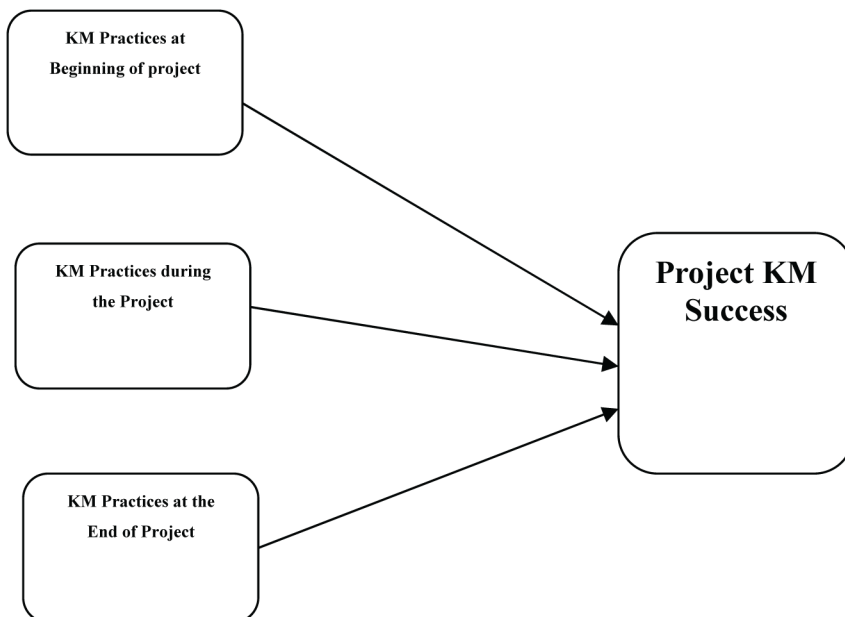 KM Practices at
Beginning of project
KM Practices during
the Project
Project KM
Success
KM Practices at the
End of Project